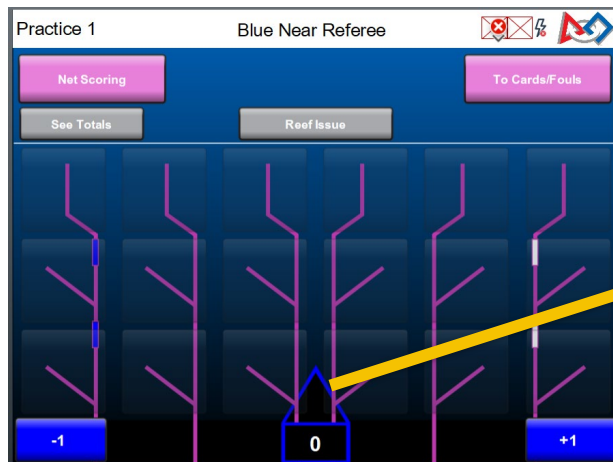 Practice 1 Blue Near Referee
Net Scoring To Cards/Fouls
See Totals Reef Issue
-1 0 +1